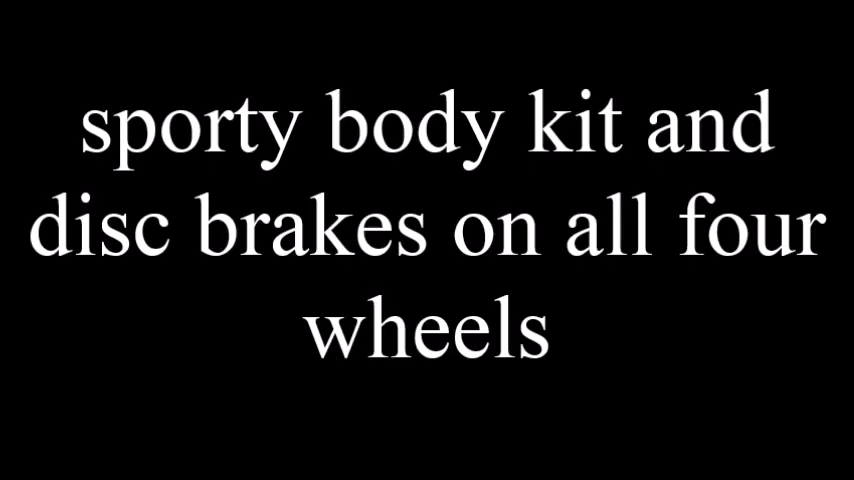 sporty body kit and
disc brakes on all four
wheels